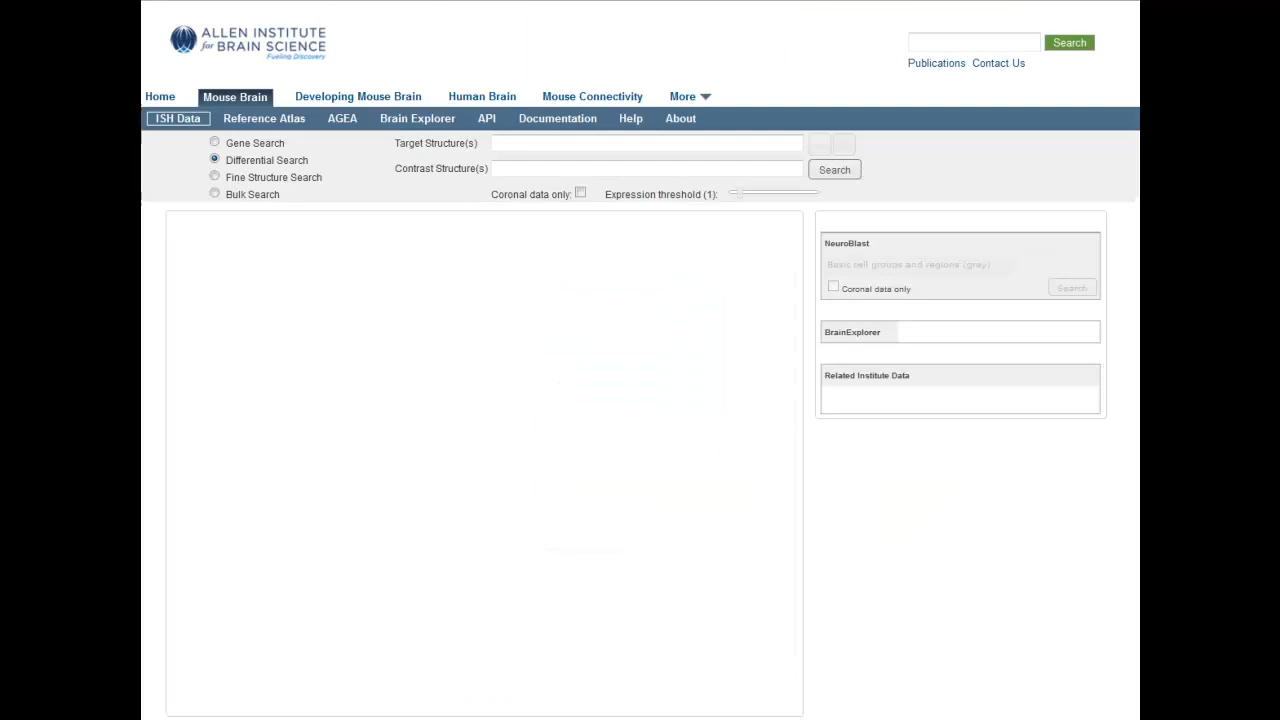 ALLEN INSTITUTE
for BRAIN SCIENCE
Fueling Discovery
Search
Publications Contact Us
Home Mouse Brain Developing Mouse Brain Human Brain Mouse Connectivity More
ISH Data Reference Atlas AGEA Brain Explorer API Documentation Help About
Gene Search Target Structure(s)
Differential Search
Contrast Structure(s) Search
Fine Structure Search
Bulk Search Coronal data only: Expression threshold (1):
NeuroBlast
Basic cell groups and regions (grey)
Coronal data only Search
BrainExplorer
Related Institute Data